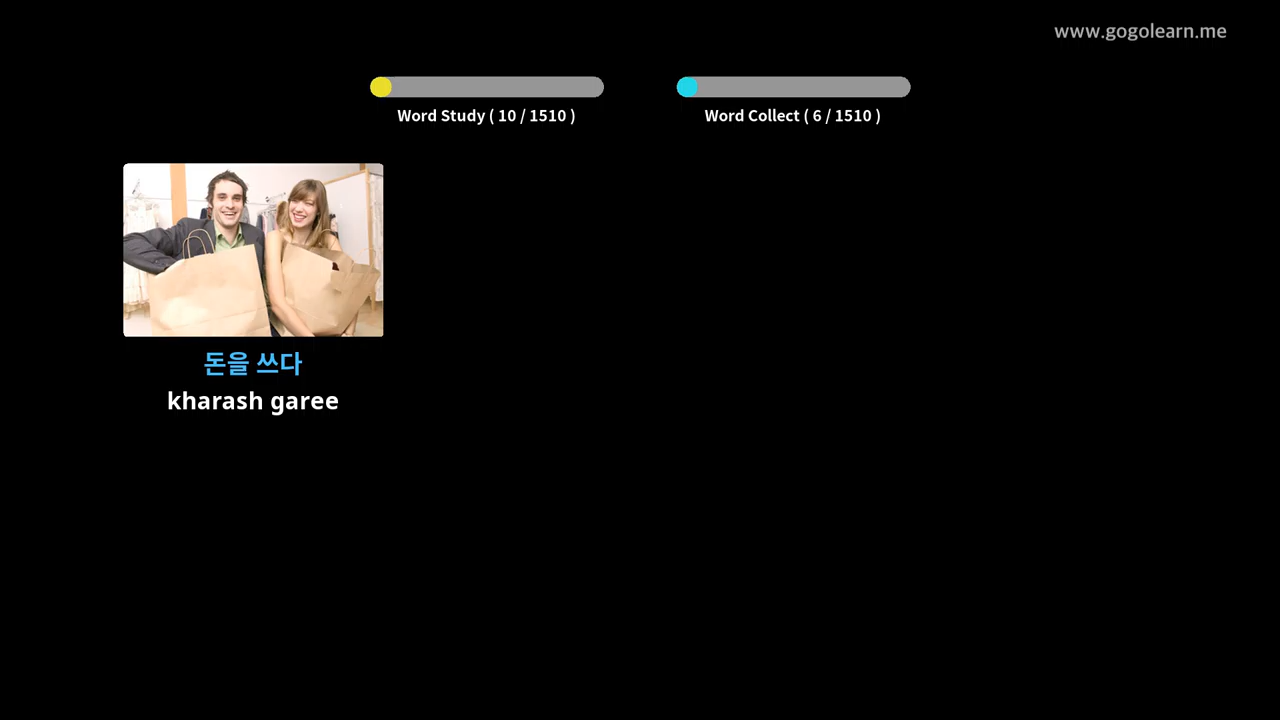 www.gogolearn.me
Word Study ( 10 / 1510 )
Word Collect ( 6 / 1510 )
돈을 쓰다
kharash garee